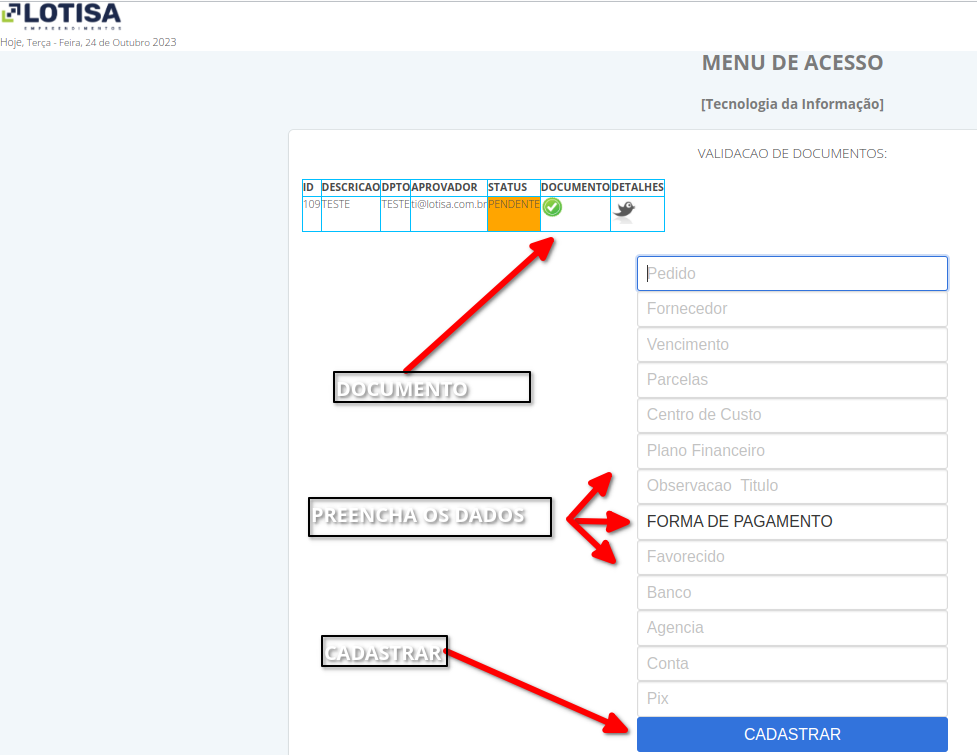 LOTISA
EMPREENDIMENTOS
Hoje, Terça - Feira, 24 de Outubro 2023
MENU DE ACESSO
[Tecnologia da Informação]
VALIDACAO DE DOCUMENTOS:
ID DESCRICAO DPTO APROVADOR STATUS DOCUMENTO DETALHES
109 TESTE TESTE ti@lotisa.com.br PENDENTE
Pedido
Fornecedor
Vencimento
Parcelas
DOCUMENTO
Centro de Custo
Plano Financeiro
Observacao Titulo
PREENCHA OS DADOS
FORMA DE PAGAMENTO
Favorecido
Banco
Agencia
CADASTRAR
Conta
Pix
CADASTRAR